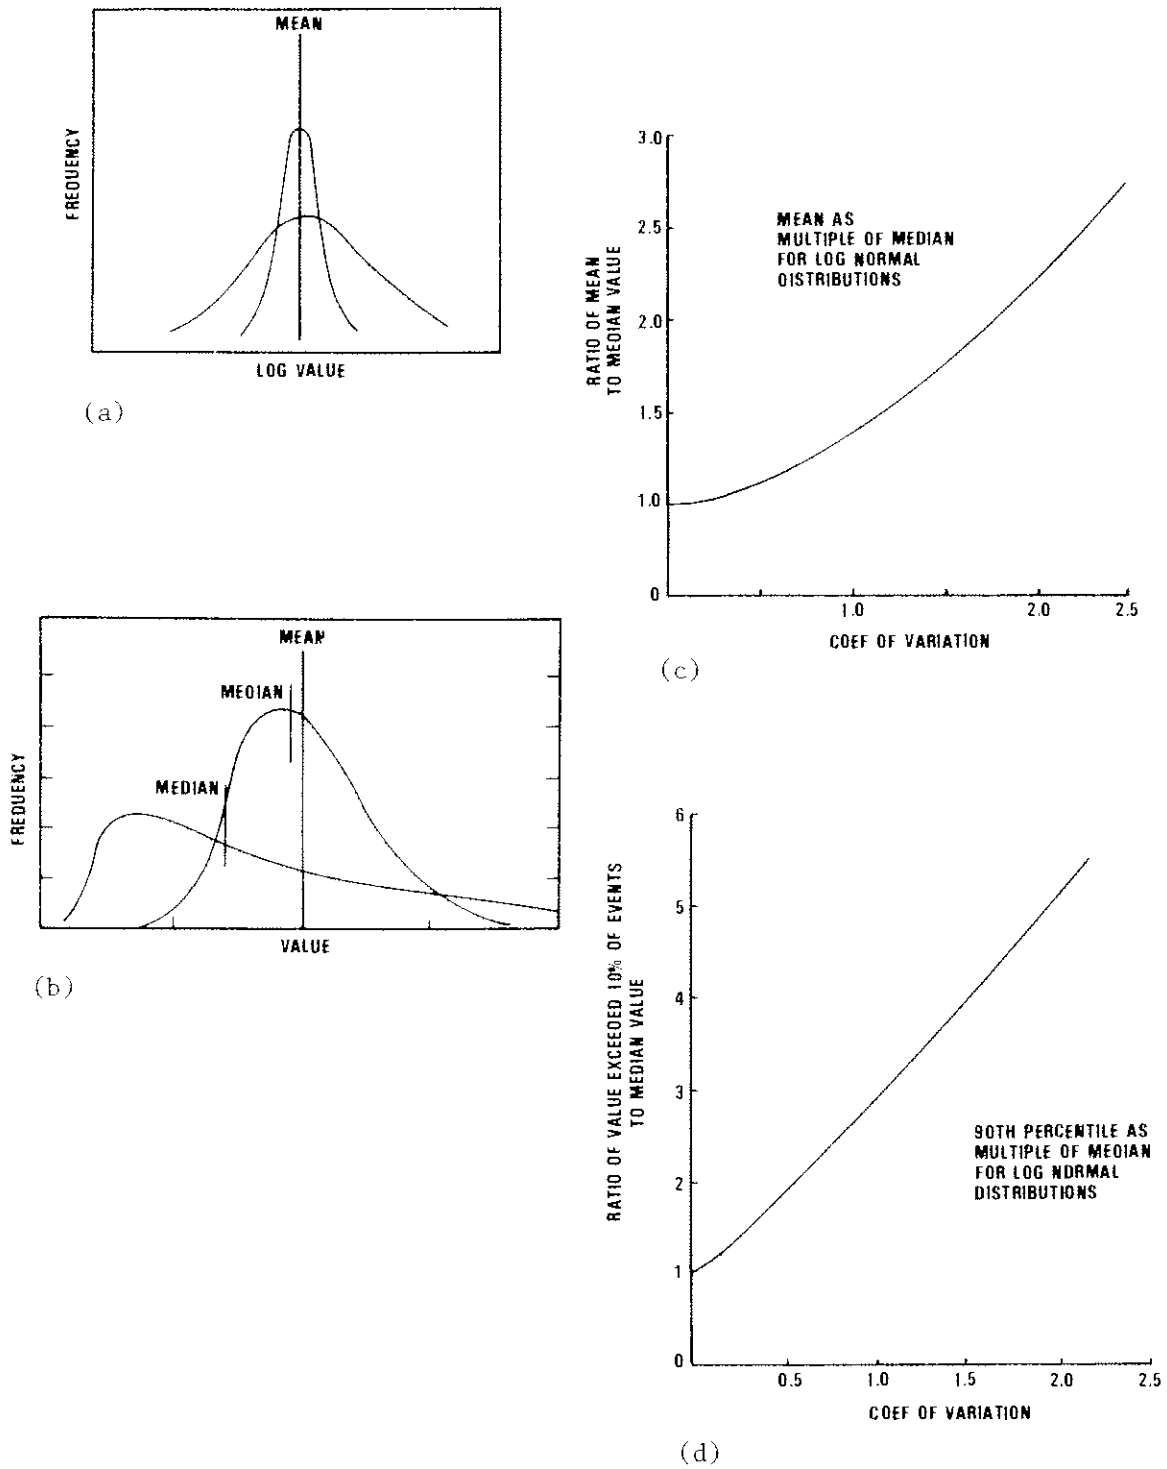 MEAN
FREQUENCY
LOG VALUE
(a)
MEAN
MEDIAN
MEDIAN
FREQUENCY
VALUE
(b)
3.0
2.5
2.0
1.5
1.0
0
RATIO OF MEAN
TO MEDIAN VALUE
MEAN AS
MULTIPLE OF MEDIAN
FOR LOG NORMAL
DISTRIBUTIONS
1.0
2.0
2.5
COEF OF VARIATION
(c)
6
5
4
3
2
1
0
RATIO OF VALUE EXCEEDED 10% OF EVENTS
TO MEDIAN VALUE
90TH PERCENTILE AS
MULTIPLE OF MEDIAN
FOR LOG NORMAL
DISTRIBUTIONS
0.5
1.0
1.5
2.0
2.5
COEF OF VARIATION
(d)